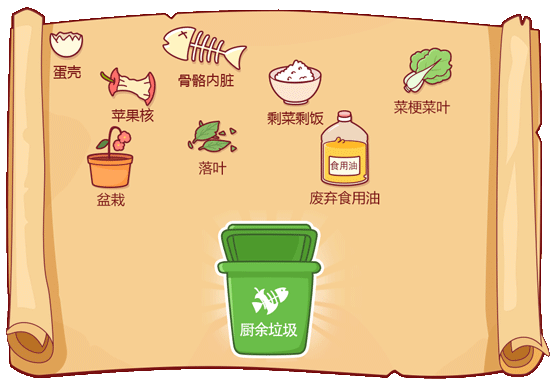 蛋壳
骨骼内脏
苹果核
剩菜剩饭
菜梗菜叶
落叶
食用油
盆栽
废弃食用油
厨余垃圾